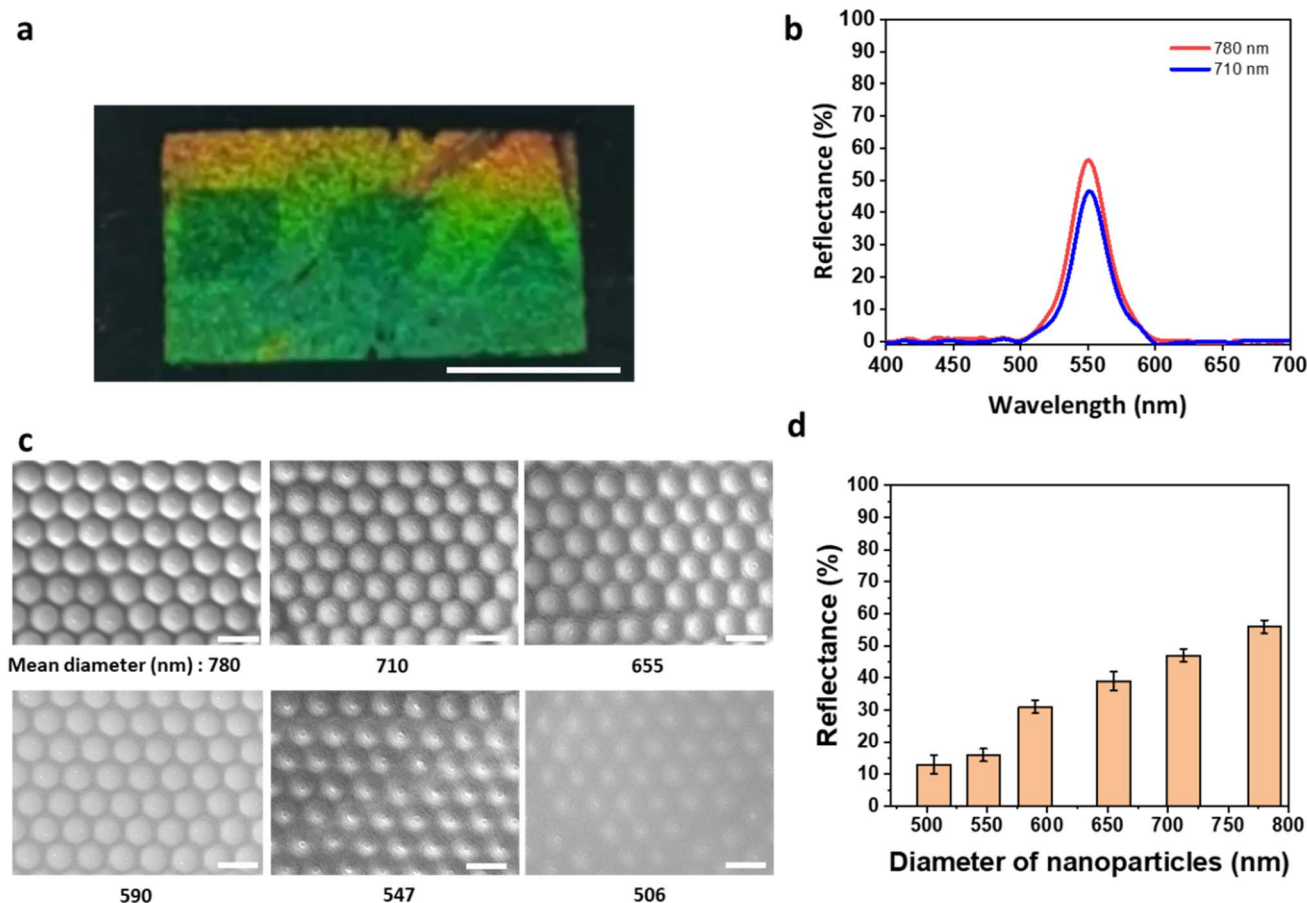 a
b
100
90
80
70
60
50
40
30
20
10
0
Reflectance (%)
780 nm
710 nm
400 450 500 550 600 650 700
Wavelength (nm)
c
Mean diameter (nm) : 780
710
655
590
547
506
d
100
90
80
70
60
50
40
30
20
10
0
Reflectance (%)
500 550 600 650 700 750 800
Diameter of nanoparticles (nm)